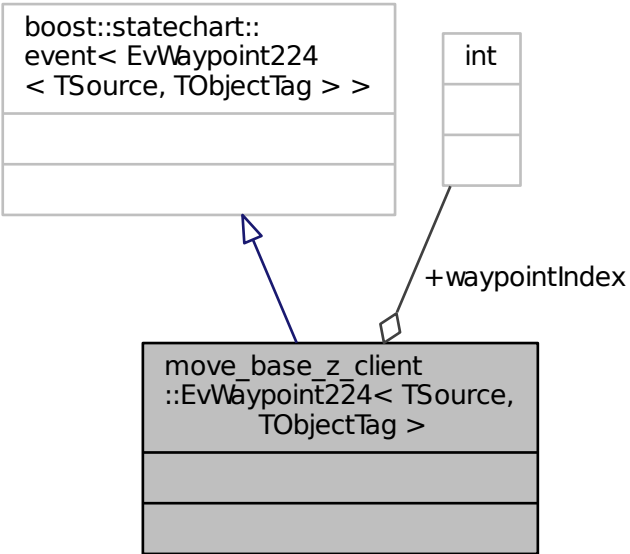 boost::statechart::
event< EvWaypoint224
< TSource, TObjectTag > >
int
+waypointIndex
move_base_z_client
::EvWaypoint224< TSource,
TObjectTag >